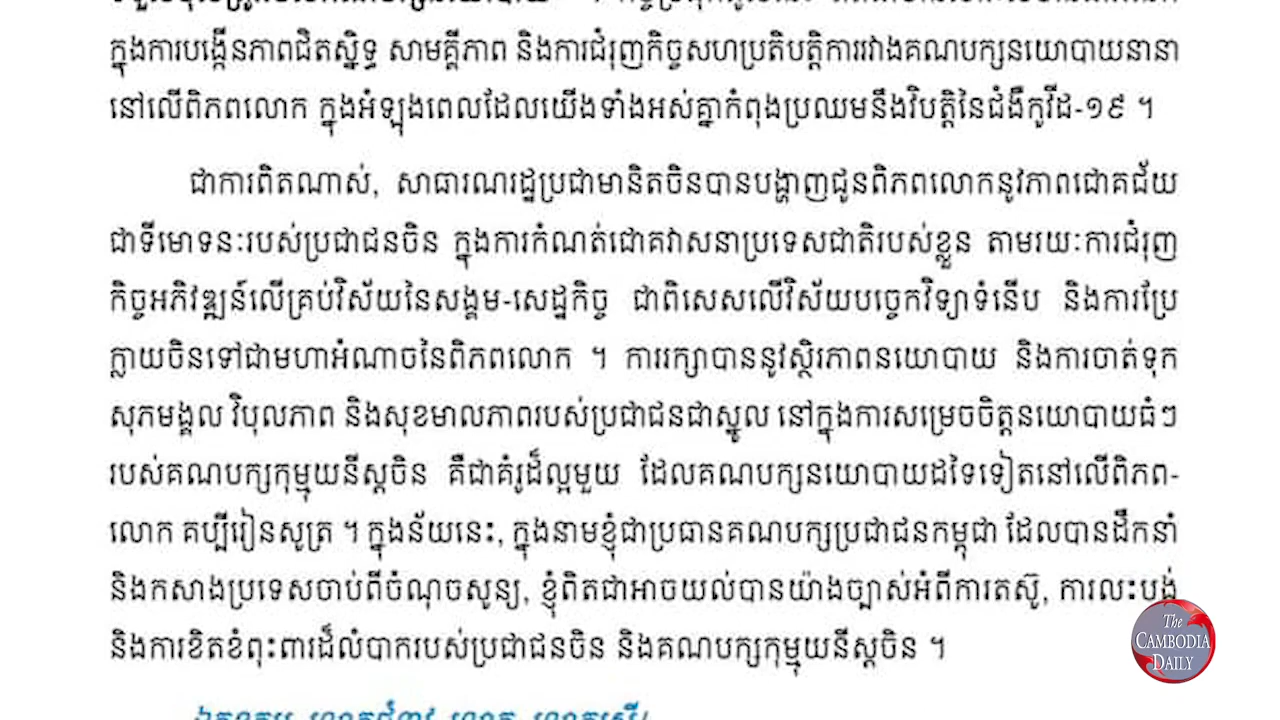 ក្នុងការបង្កើនភាពជិតស្និទ្ធ សាមគ្គីភាព និងការជំរុញកិច្ចសហប្រតិបត្តិការរវាងគណបក្សនយោបាយនានា
នៅលើពិភពលោក ក្នុងអំឡុងពេលដែលយើងទាំងអស់គ្នាកំពុងប្រឈមនឹងវិបត្តិនៃជំងឺកូវីដ-១៩ ។
ជាការពិតណាស់, សាធារណរដ្ឋប្រជាមានិតចិនបានបង្ហាញជូនពិភពលោកនូវភាពជោគជ័យ
ជាទីមោទនៈរបស់ប្រជាជនចិន ក្នុងការកំណត់ជោគវាសនាប្រទេសជាតិរបស់ខ្លួន តាមរយៈការជំរុញ
កិច្ចអភិវឌ្ឍន៍លើគ្រប់វិស័យនៃសង្គម-សេដ្ឋកិច្ច ជាពិសេសលើវិស័យបច្ចេកវិទ្យាទំនើប និងការប្រែ
ក្លាយចិនទៅជាមហាអំណាចនៃពិភពលោក ។ ការរក្សាបាននូវស្ថិរភាពនយោបាយ និងការចាត់ទុក
សុភមង្គល វិបុលភាព និងសុខមាលភាពរបស់ប្រជាជនជាស្នូល នៅក្នុងការសម្រេចចិត្តនយោបាយធំៗ
របស់គណបក្សកុម្មុយនីស្តចិន គឺជាគំរូដ៏ល្អមួយ ដែលគណបក្សនយោបាយដទៃទៀតនៅលើពិភព-
លោក គប្បីរៀនសូត្រ ។ ក្នុងន័យនេះ, ក្នុងនាមខ្ញុំជាប្រធានគណបក្សប្រជាជនកម្ពុជា ដែលបានដឹកនាំ
និងកសាងប្រទេសចាប់ពីចំណុចសូន្យ, ខ្ញុំពិតជាអាចយល់បានយ៉ាងច្បាស់អំពីការតស៊ូ, ការលះបង់
និងការខិតខំពុះពារដ៏លំបាករបស់ប្រជាជនចិន និងគណបក្សកុម្មុយនីស្តចិន ។
The
CAMBODIA
DAILY